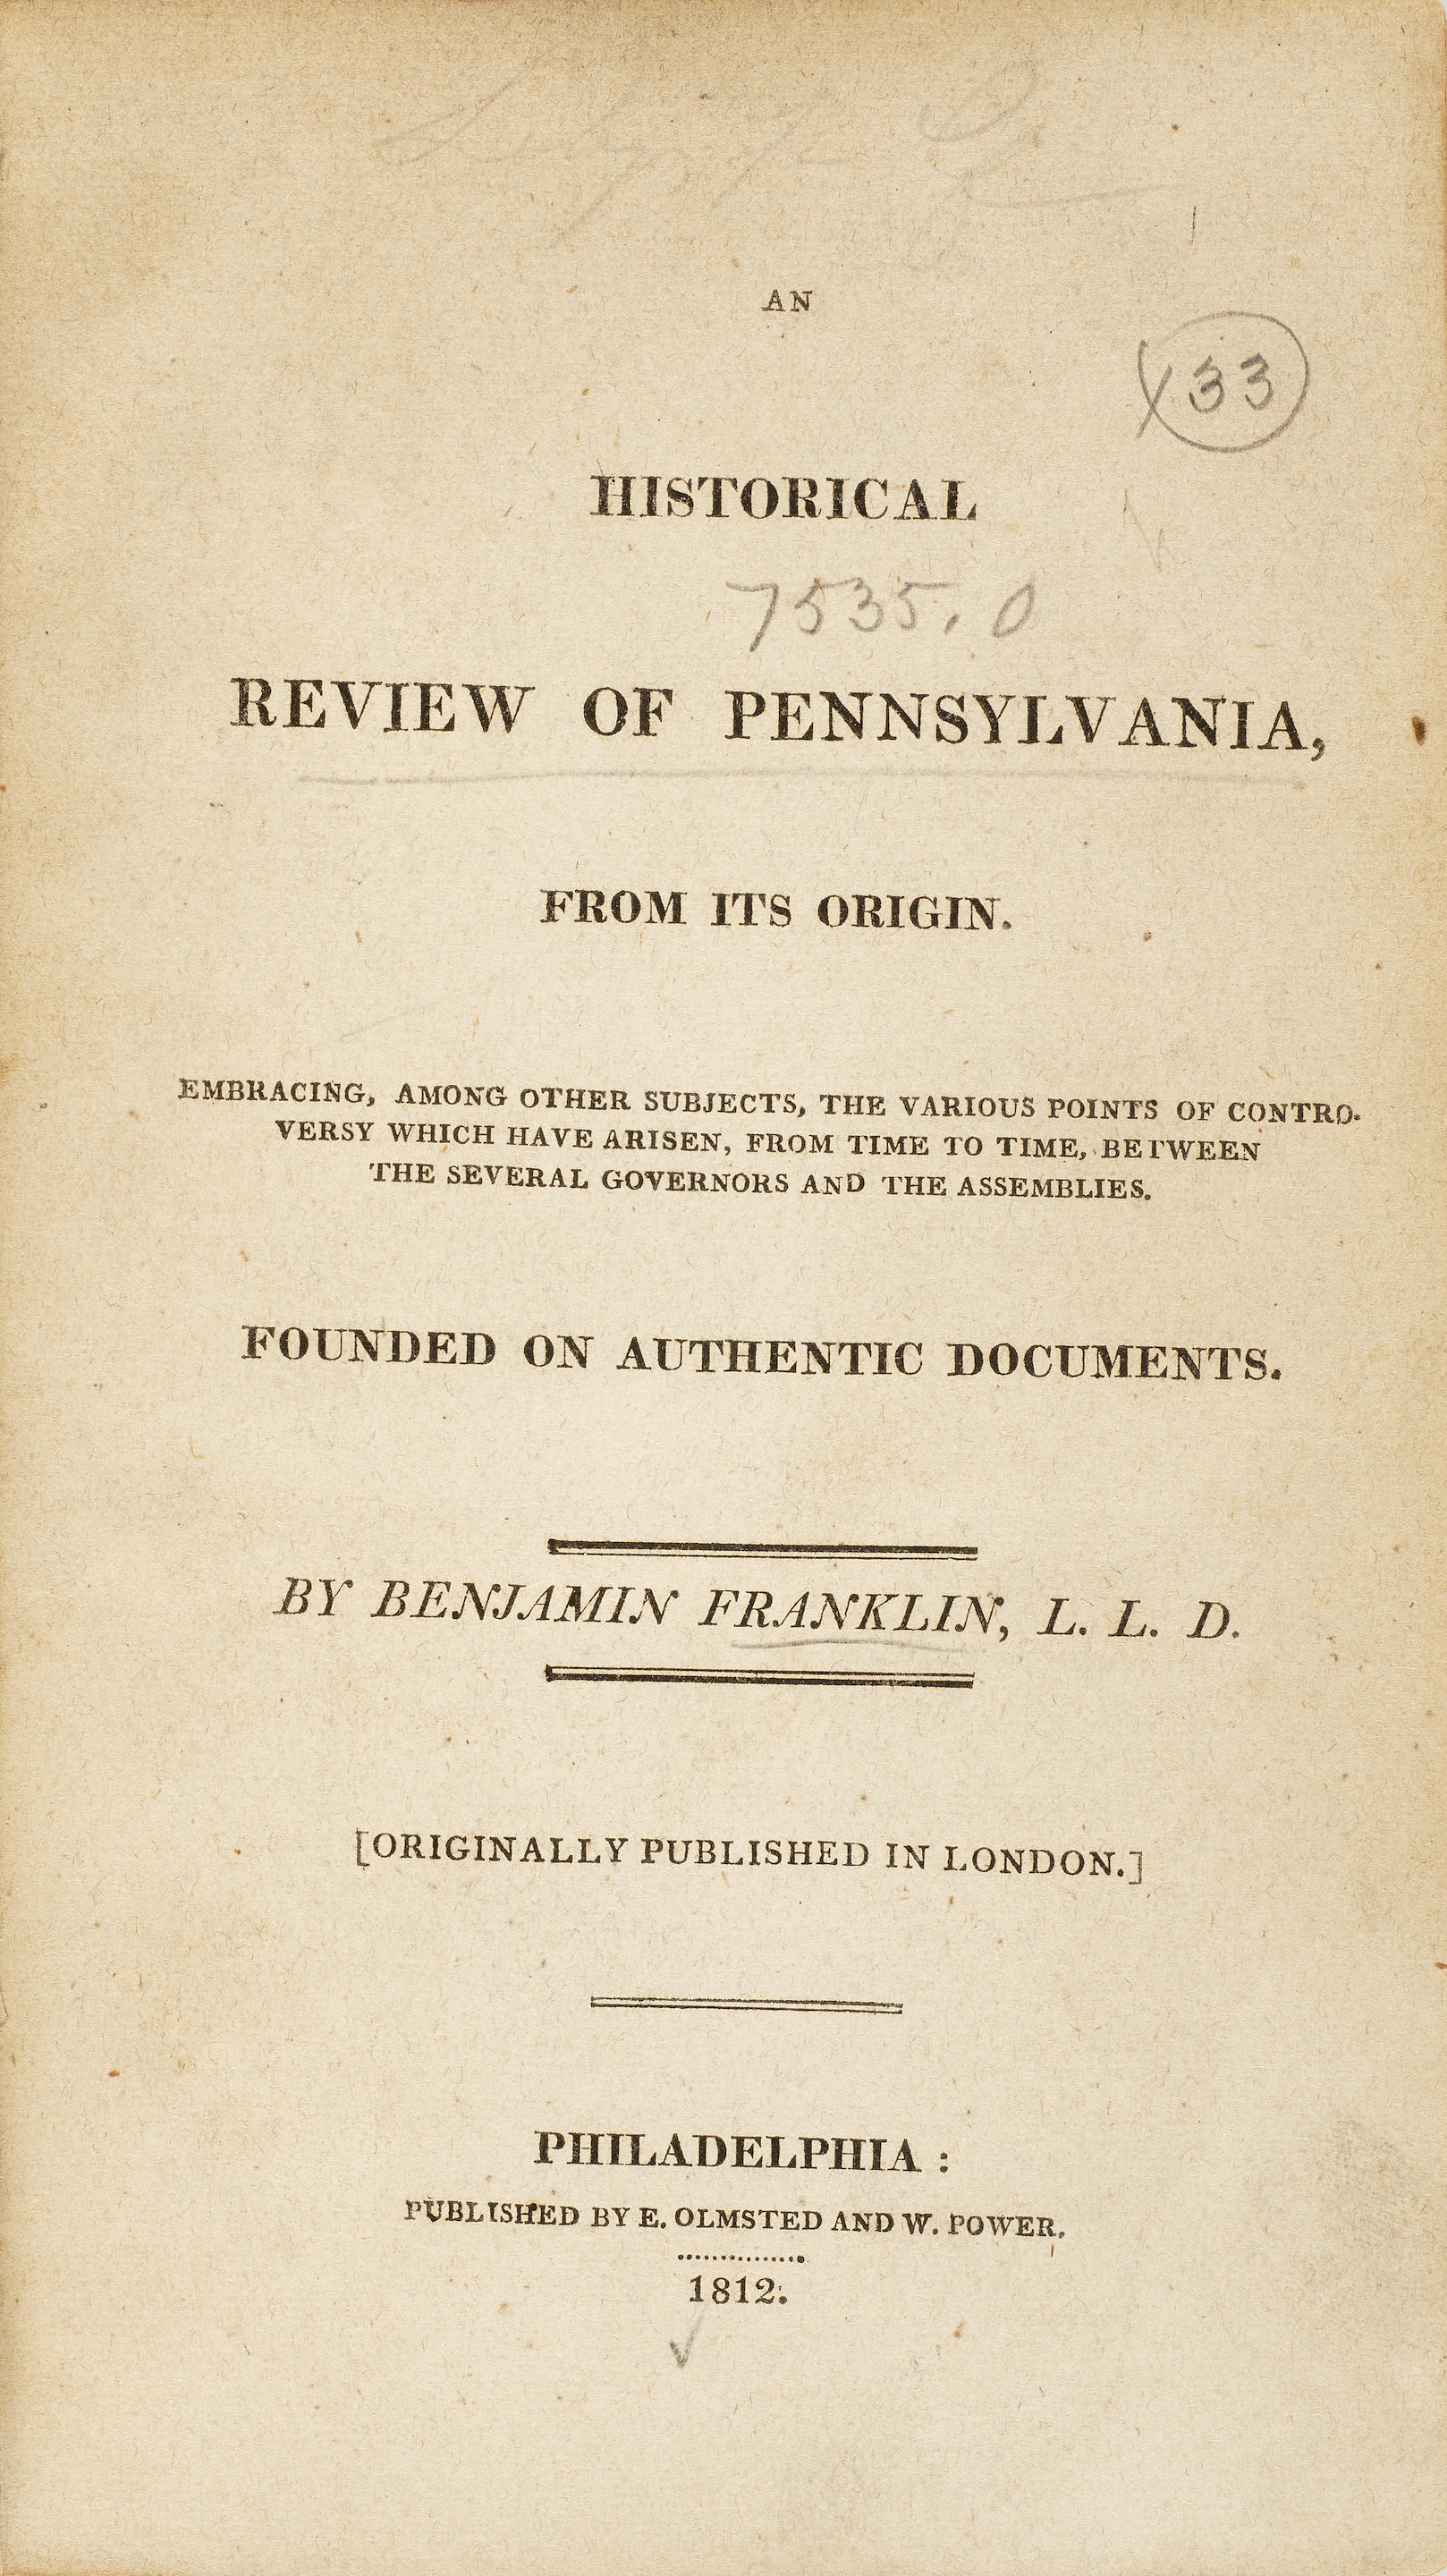 AN
33
HISTORICAL
7535.0
REVIEW OF PENNSYLVANIA,
FROM ITS ORIGIN.
EMBRACING, AMONG OTHER SUBJECTS, THE VARIOUS POINTS OF CONTRO-
VERSY WHICH HAVE ARISEN, FROM TIME TO TIME, BETWEEN
THE SEVERAL GOVERNORS AND THE ASSEMBLIES.
FOUNDED ON AUTHENTIC DOCUMENTS.
BY BENJAMIN FRANKLIN, L. L. D.
[ORIGINALLY PUBLISHED IN LONDON.]
PHILADELPHIA :
PUBLISHED BY E. OLMSTED AND W. POWER.
1812.